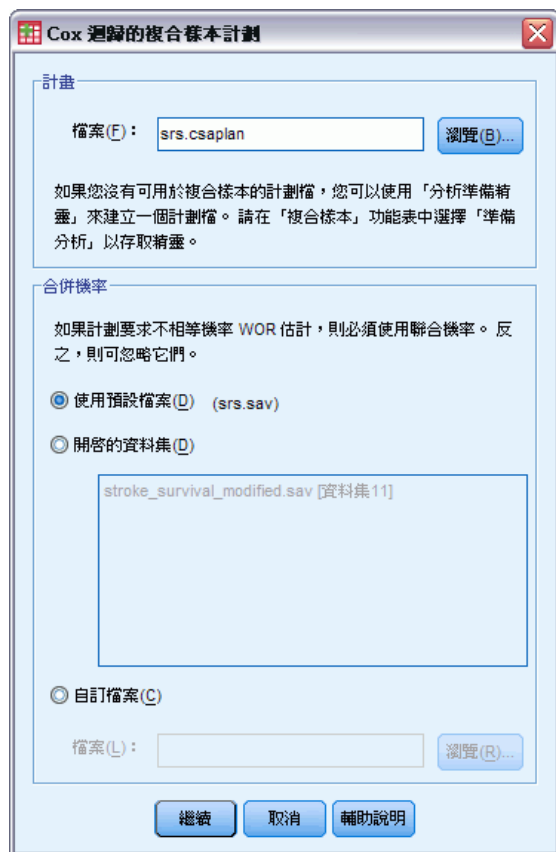 Cox 迴歸的複合樣本計劃
計畫
檔案(F)： srs.csaplan 瀏覽(B)...
如果您沒有可用於複合樣本的計劃檔，您可以使用「分析準備精
靈」來建立一個計劃檔。 請在「複合樣本」功能表中選擇「準備
分析」以存取精靈。
合併機率
如果計劃要求不相等機率 WOR 估計，則必須使用聯合機率。 反
之，則可忽略它們。
使用預設檔案(D) (srs.sav)
開啓的資料集(D)
stroke_survival_modified.sav [資料集11]
自訂檔案(C)
檔案(L)： 瀏覽(R)...
繼續 取消 輔助說明